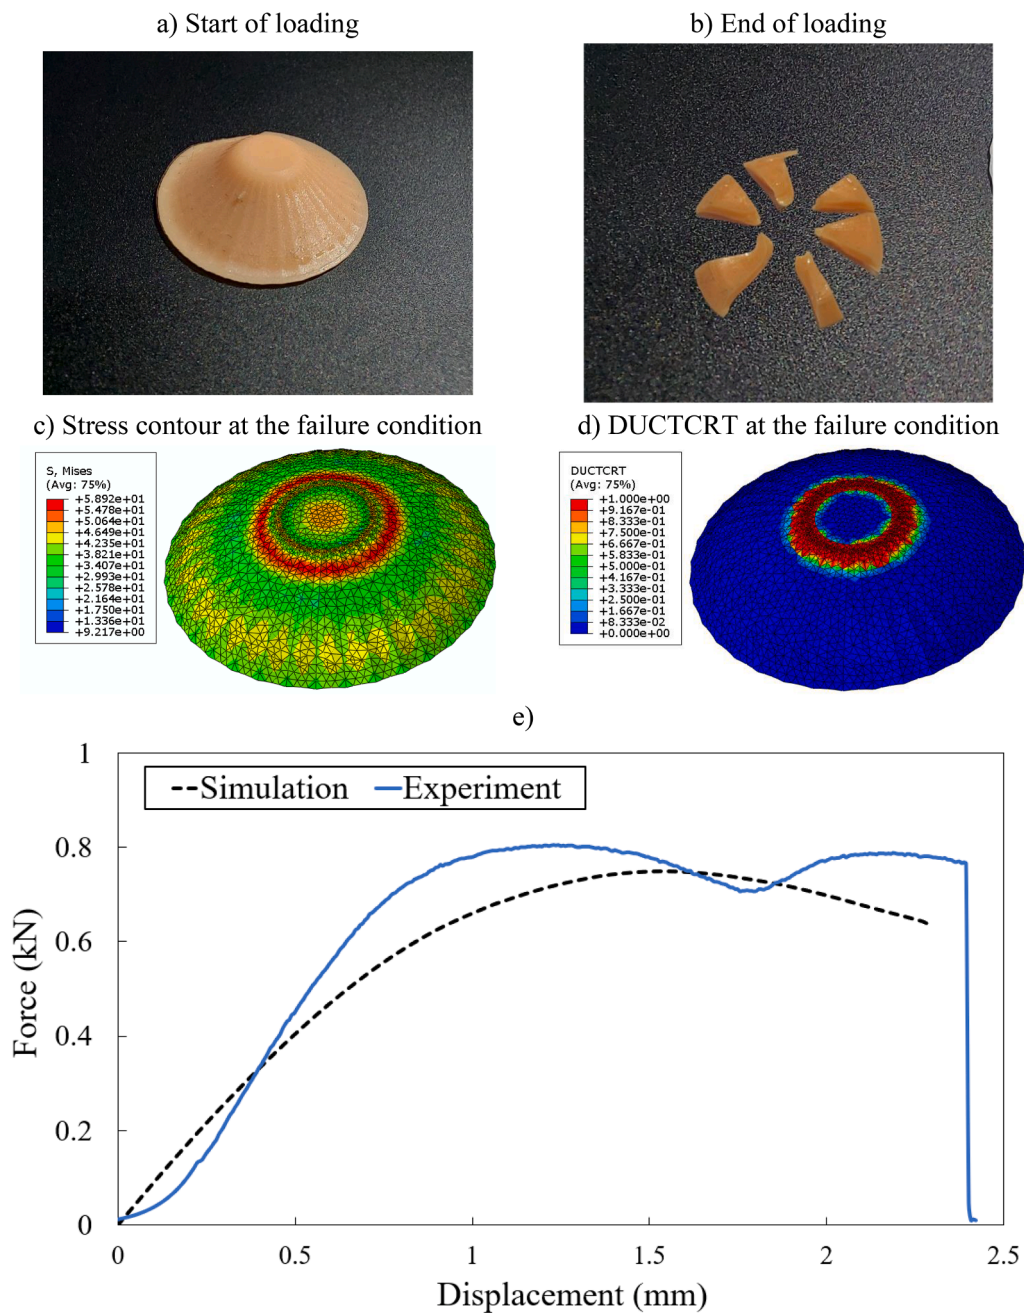 a) Start of loading
b) End of loading
c) Stress contour at the failure condition
d) DUCTCRT at the failure condition
S, Mises
(Avg: 75%)
+5.892e+01
+5.478e+01
+5.064e+01
+4.649e+01
+4.235e+01
+3.821e+01
+3.407e+01
+2.993e+01
+2.578e+01
+2.164e+01
+1.750e+01
+1.336e+01
+9.217e+00
DUCTCRT
(Avg: 75%)
+1.000e+00
+9.167e-01
+8.333e-01
+7.500e-01
+6.667e-01
+5.833e-01
+5.000e-01
+4.167e-01
+3.333e-01
+2.500e-01
+1.667e-01
+8.333e-02
+0.000e+00
e)
1
Simulation
Experiment
0.8
0.6
0.4
0.2
0
Force (kN)
0
0.5
1
1.5
2
2.5
Displacement (mm)